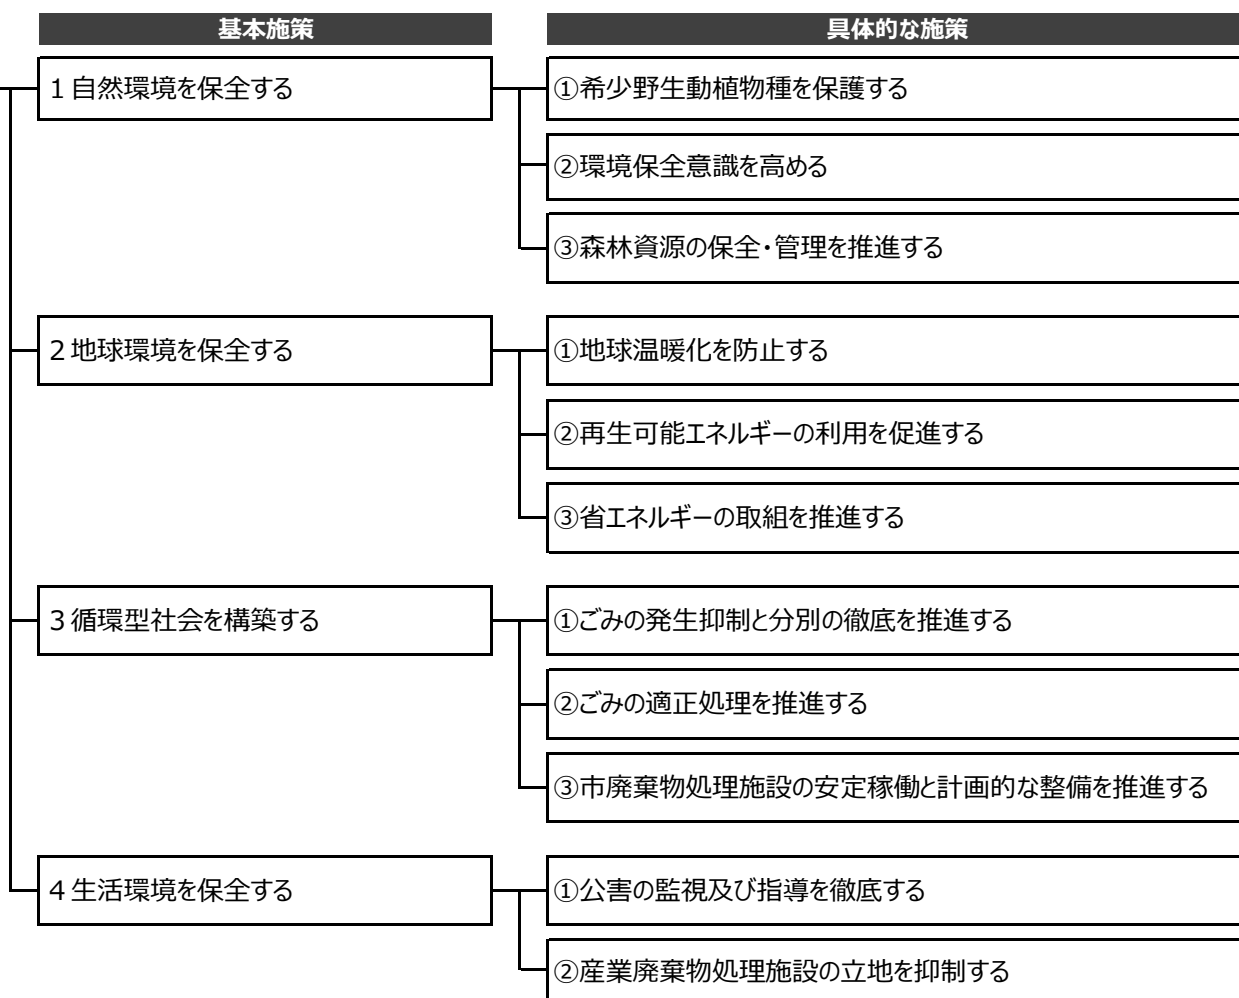 基本施策 具体的な施策
1 自然環境を保全する ①希少野生動植物種を保護する
②環境保全意識を高める
③森林資源の保全・管理を推進する
2 地球環境を保全する ①地球温暖化を防止する
②再生可能エネルギーの利用を促進する
③省エネルギーの取組を推進する
3 循環型社会を構築する ①ごみの発生抑制と分別の徹底を推進する
②ごみの適正処理を推進する
③市廃棄物処理施設の安定稼働と計画的な整備を推進する
4 生活環境を保全する ①公害の監視及び指導を徹底する
②産業廃棄物処理施設の立地を抑制する